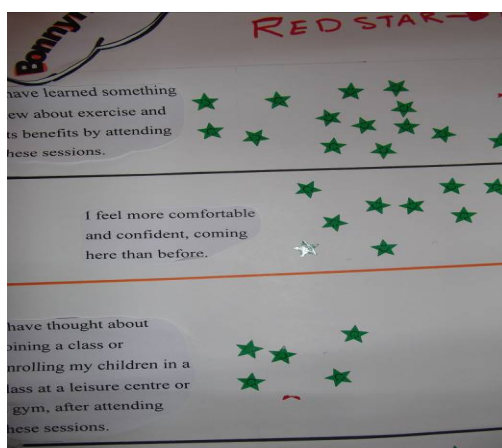 Bonnyr
RED STAR
have learned something
ew about exercise and
ts benefits by attending
hese sessions.
I feel more comfortable
and confident, coming
here than before.
have thought about
oining a class or
nrolling my children in a
lass at a leisure centre or
gym, after attending
hese sessions.